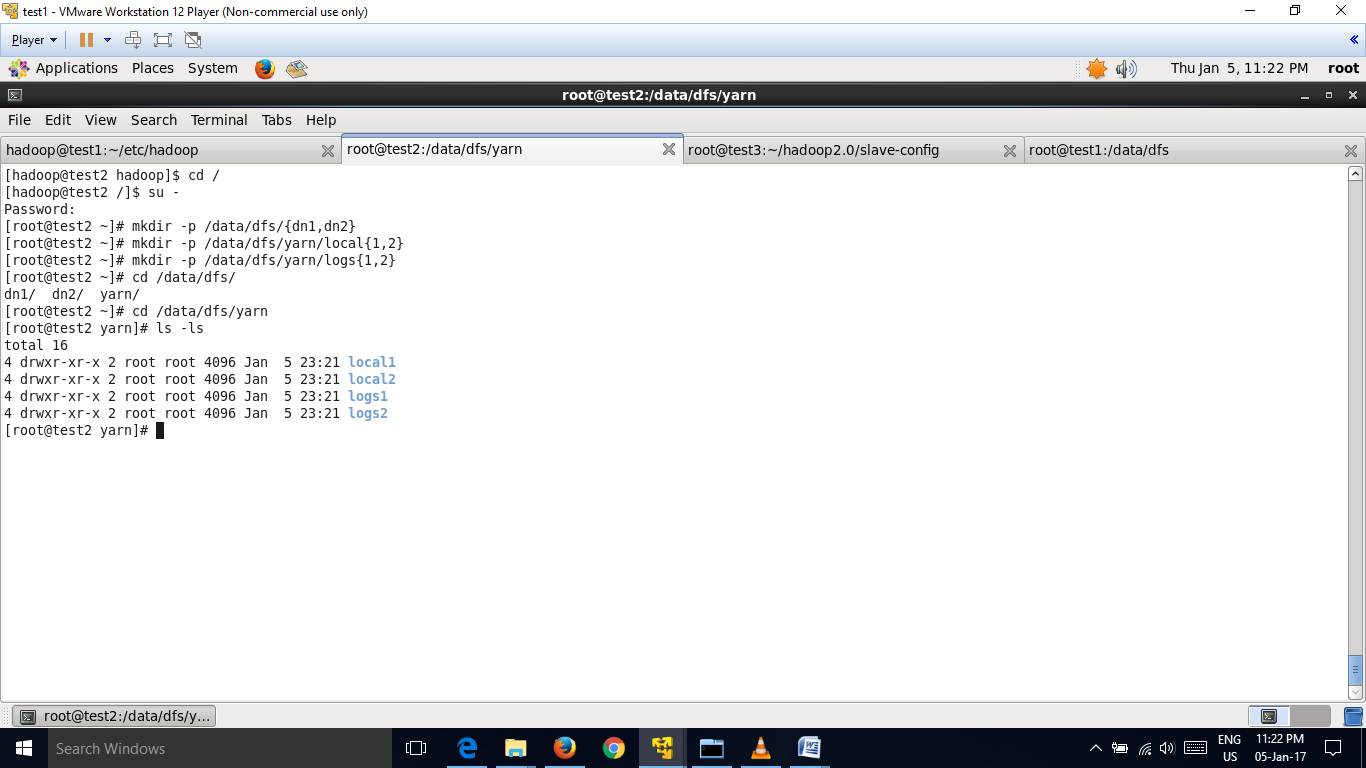 test1 - VMware Workstation 12 Player (Non-commercial use only)
Player
Applications Places System Thu Jan 5, 11:22 PM root
root@test2:/data/dfs/yarn
File Edit View Search Terminal Tabs Help
hadoop@test1:~/etc/hadoop root@test2:/data/dfs/yarn root@test3:~/hadoop2.0/slave-config root@test1:/data/dfs
[hadoop@test2 hadoop]$ cd /
[hadoop@test2 /]$ su -
Password:
[root@test2 ~]# mkdir -p /data/dfs/{dn1,dn2}
[root@test2 ~]# mkdir -p /data/dfs/yarn/local{1,2}
[root@test2 ~]# mkdir -p /data/dfs/yarn/logs{1,2}
[root@test2 ~]# cd /data/dfs/
dn1/  dn2/  yarn/
[root@test2 ~]# cd /data/dfs/yarn
[root@test2 yarn]# ls -ls
total 16
4 drwxr-xr-x 2 root root 4096 Jan  5 23:21 local1
4 drwxr-xr-x 2 root root 4096 Jan  5 23:21 local2
4 drwxr-xr-x 2 root root 4096 Jan  5 23:21 logs1
4 drwxr-xr-x 2 root root 4096 Jan  5 23:21 logs2
[root@test2 yarn]#
root@test2:/data/dfs/y...
Search Windows
ENG 11:22 PM
US 05-Jan-17